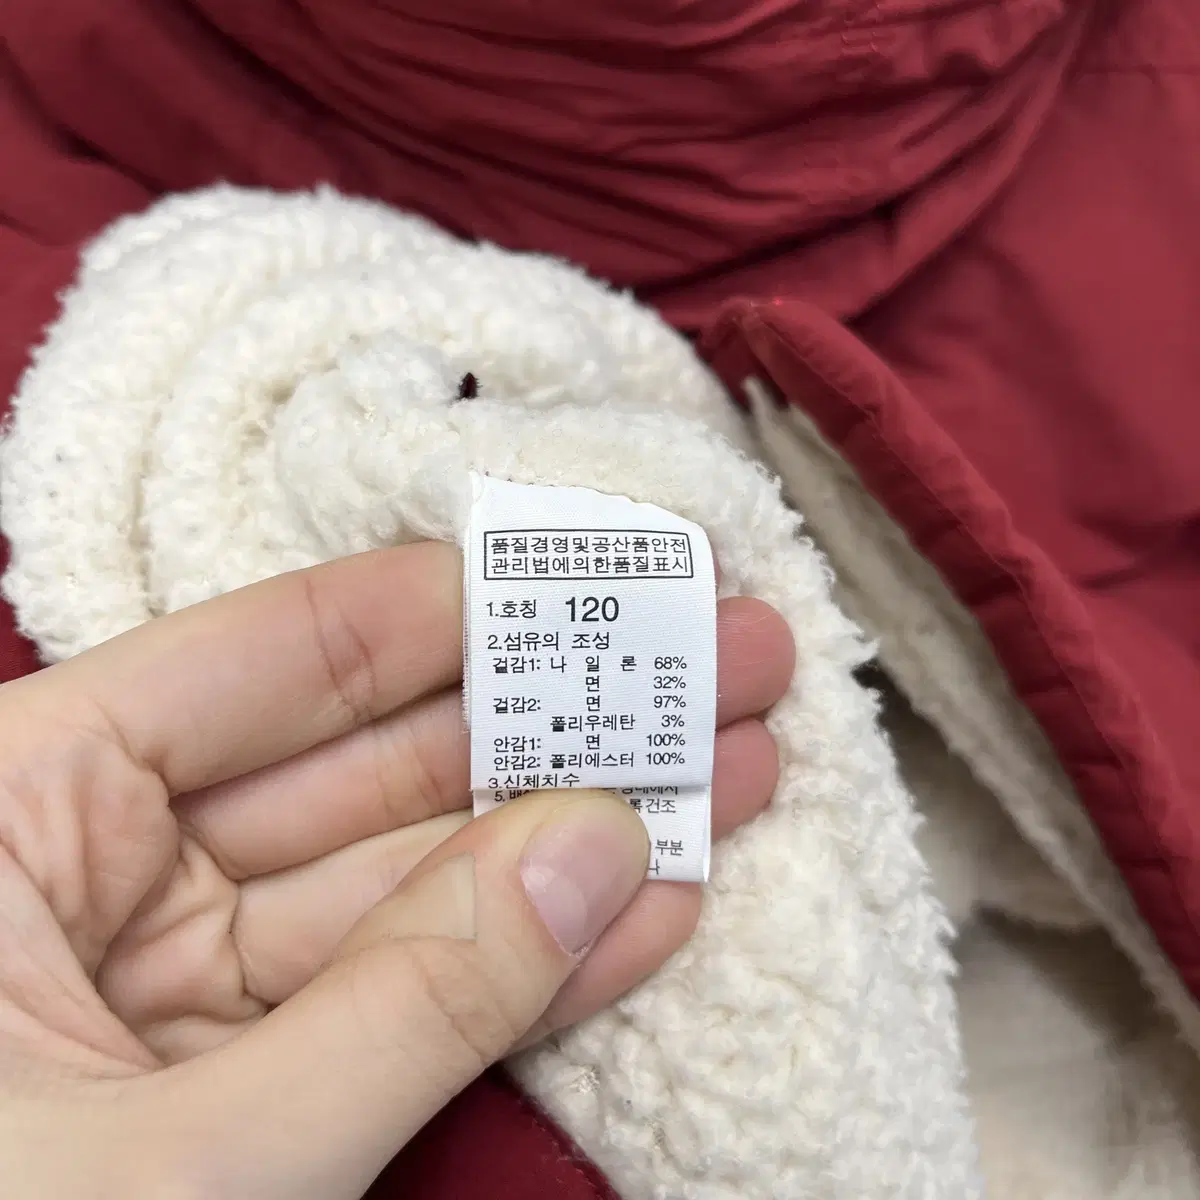 품질경영및공산품안전
관리법에의한품질표시
1.호칭 120
2.섬유의 조성
겉감1: 나 일 론 68%
면 32%
겉감2: 면 97%
폴리우레탄 3%
안감1: 면 100%
안감2: 폴리에스터 100%
3.신체치수
5.
건조
부분